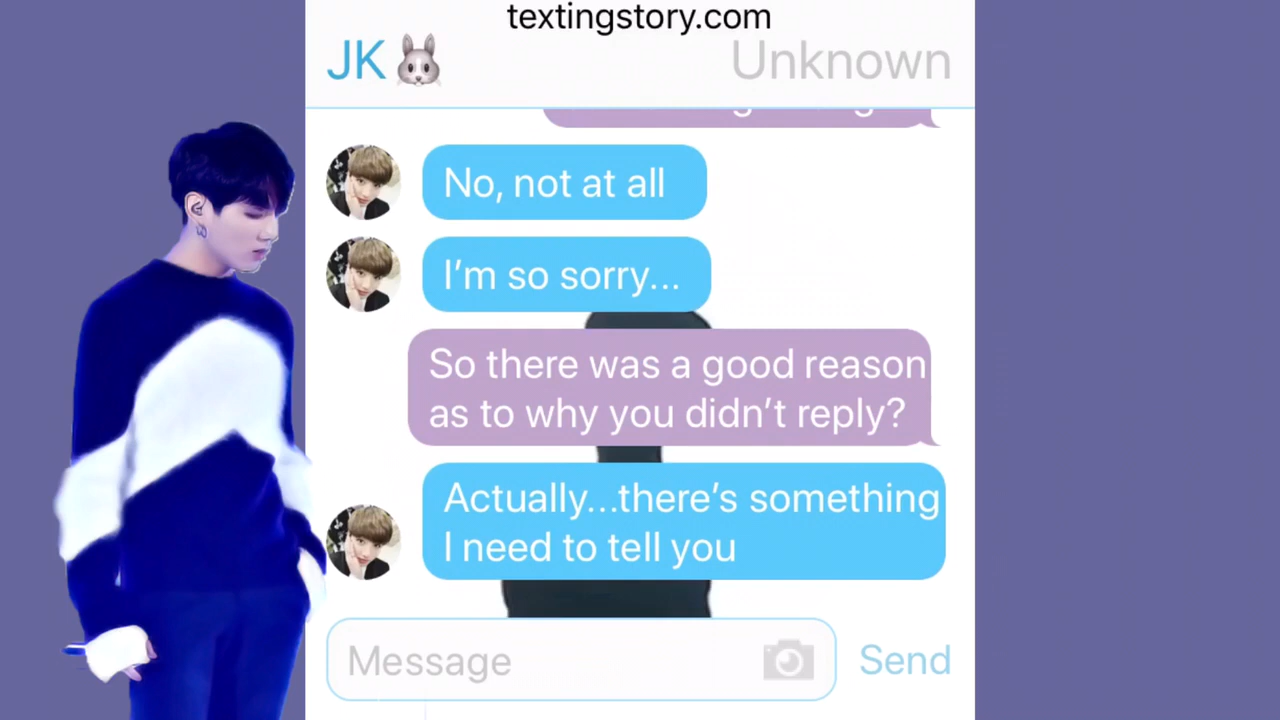 textingstory.com
JK🐰 Unknown
No, not at all
I’m so sorry...
So there was a good reason
as to why you didn’t reply?
Actually...there’s something
I need to tell you
Message Send